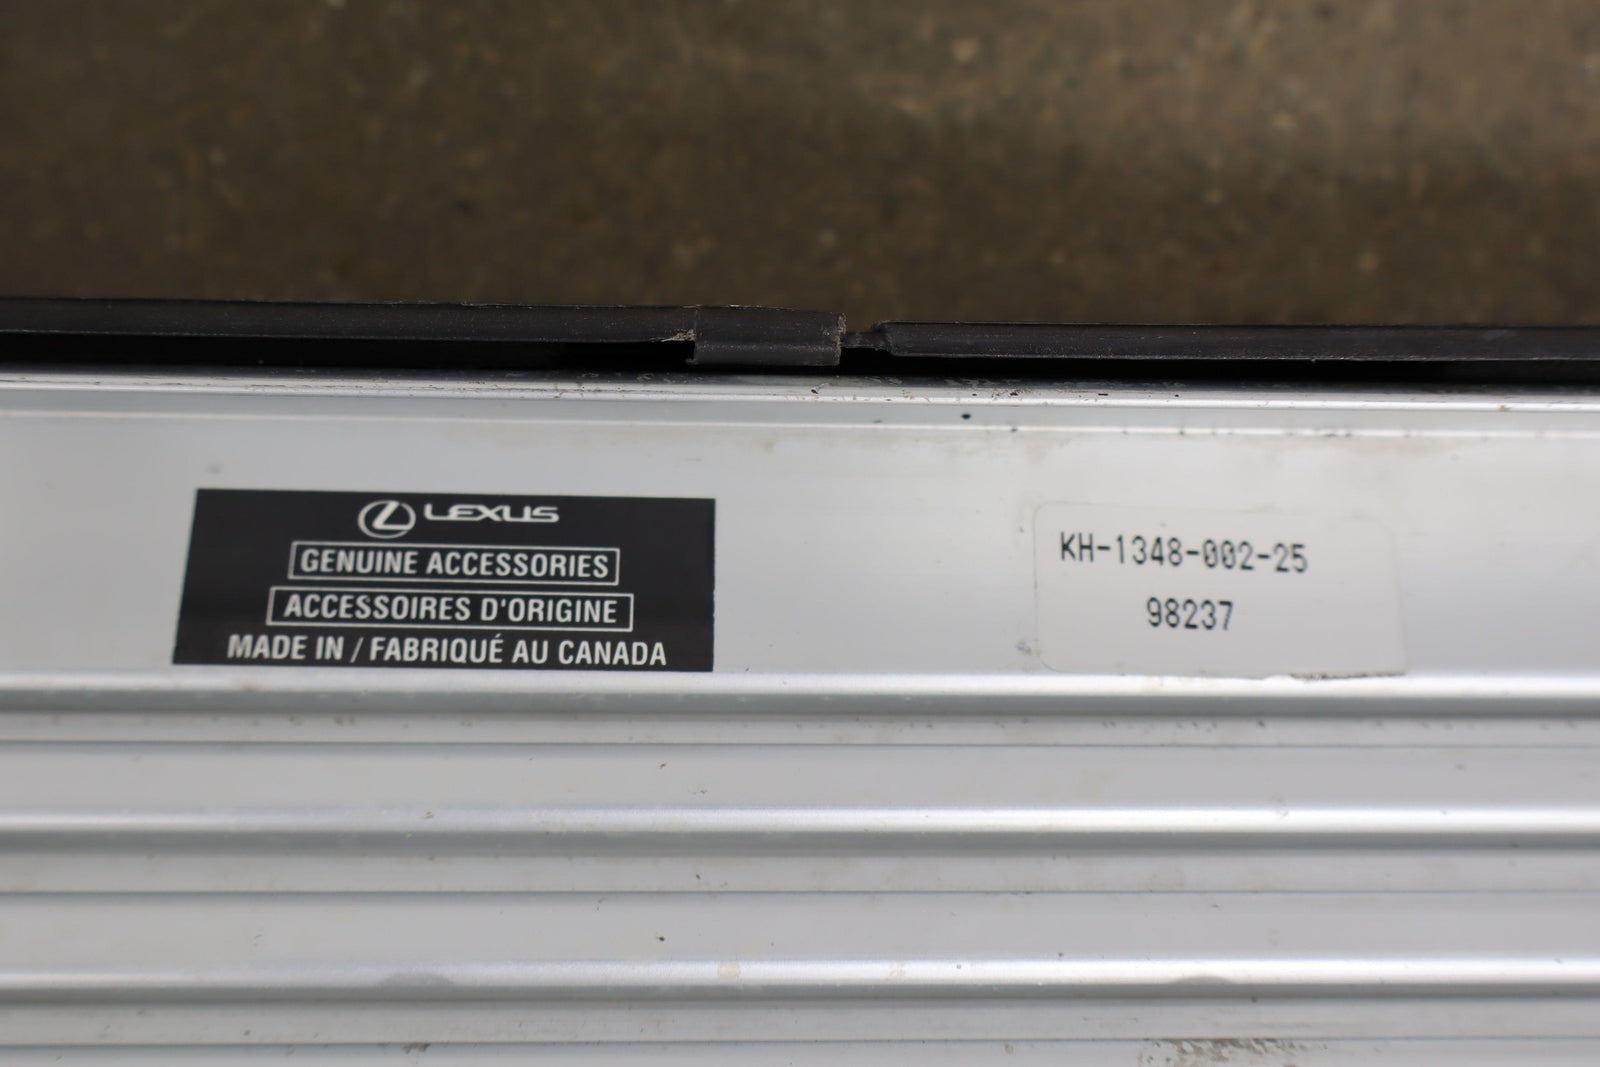 LEXUS
GENUINE ACCESSORIES
ACCESSOIRES D'ORIGINE
MADE IN / FABRIQUÉ AU CANADA
KH-1348-002-25
98237